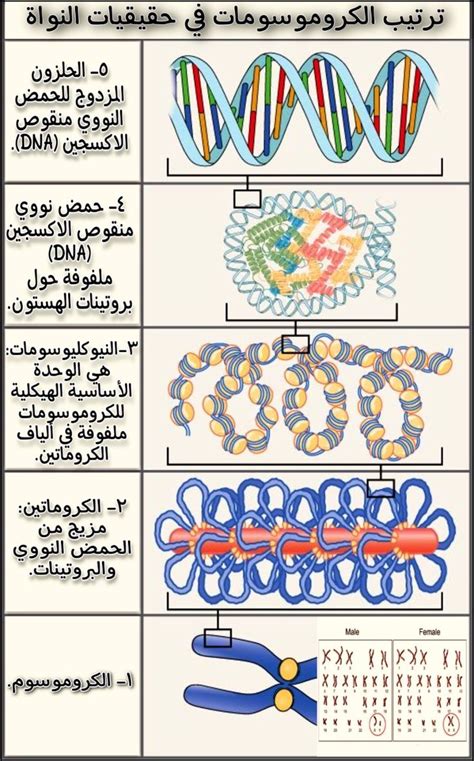 ترتيب الكروموسومات في حقيقيات النواة
٥- الحلزون
المزدوج للحمض
النووي منقوص
الاكسجين (DNA).
٤- حمض نووي
منقوص الاكسجين
(DNA)
ملفوفة حول
بروتينات الهستون.
٣-النيوكليوسومات:
هي الوحدة
الأساسية الهيكلية
للكروموسومات
ملفوفة في ألياف
الكروماتين.
٢- الكروماتين:
مزيج من
الحمض النووي
والبروتينات.
١- الكروموسوم.
Male
Female